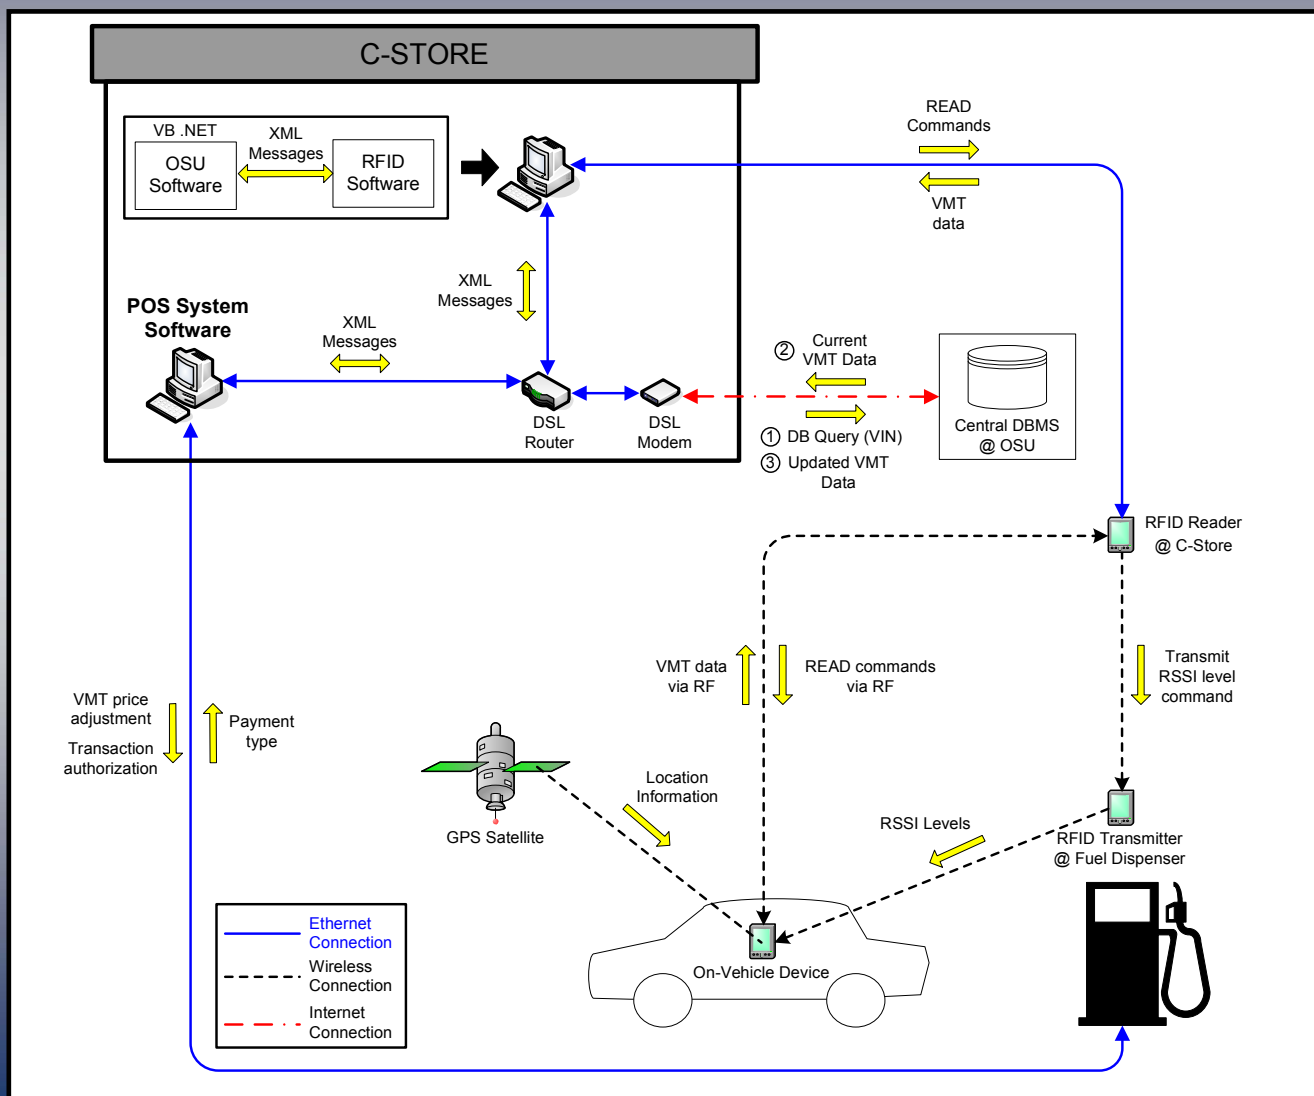 C-STORE
VB .NET
OSU
Software
XML
Messages
RFID
Software
READ
Commands
VMT
data
XML
Messages
POS System
Software
XML
Messages
DSL
Router
DSL
Modem
② Current
VMT Data
① DB Query (VIN)
③ Updated VMT
Data
Central DBMS
@ OSU
RFID Reader
@ C-Store
VMT data
via RF
READ commands
via RF
Transmit
RSSI level
command
VMT price
adjustment
Transaction
authorization
Payment
type
GPS Satellite
Location
Information
RSSI Levels
RFID Transmitter
@ Fuel Dispenser
On-Vehicle Device
Ethernet
Connection
Wireless
Connection
Internet
Connection